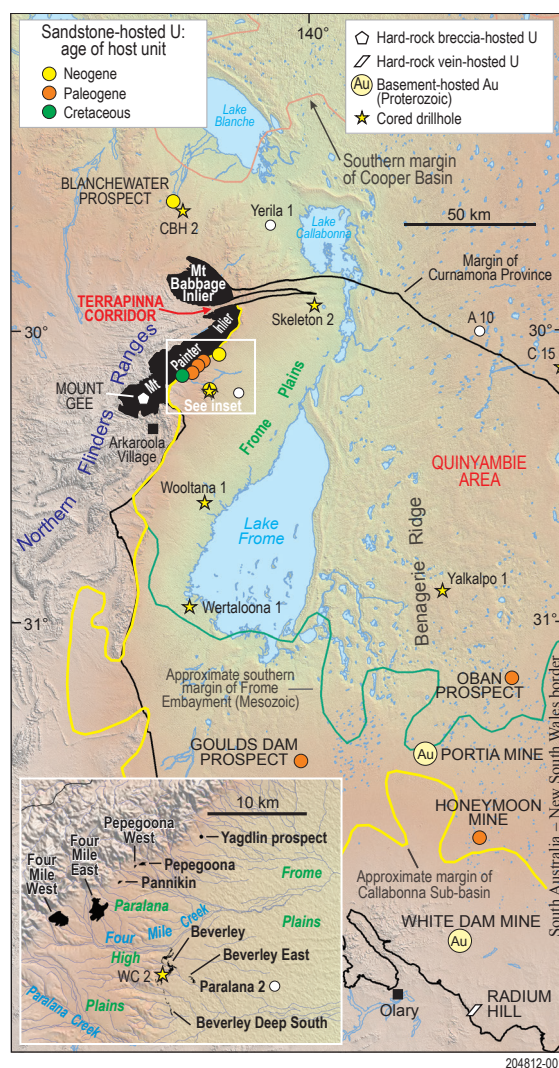 Sandstone-hosted U:
age of host unit
Neogene
Paleogene
Cretaceous
140°
Hard-rock breccia-hosted U
Hard-rock vein-hosted U
Au
Basement-hosted Au
(Proterozoic)
Cored drillhole
Lake
Blanche
Southern margin
of Cooper Basin
BLANCHEWATER
PROSPECT
CBH 2
Yerila 1
Lake
Callabonna
50 km
Mt
Babbage
Inlier
Margin of
Curnamona Province
TERRAPINNA
CORRIDOR
Skeleton 2
A 10
30°
30°
C 15
Mt Painter Inlier
MOUNT
GEE
See inset
Arkaroola
Village
Northern Flinders Ranges
Frome Plains
QUINYAMBIE
AREA
Wooltana 1
Lake
Frome
Benagerie Ridge
Yalkalpo 1
Wertaloona 1
31°
31°
Approximate southern
margin of Frome
Embayment (Mesozoic)
OBAN
PROSPECT
GOULDS DAM
PROSPECT
Au
PORTIA MINE
HONEYMOON
MINE
South Australia – New South Wales border
Approximate margin of
Callabonna Sub-basin
WHITE DAM MINE
Au
Olary
RADIUM
HILL
10 km
Pepegoona
West
Yagdlin prospect
Four
Mile
East
Four
Mile
West
Pepegoona
Pannikin
Frome
Paralana
Four Mile Creek
Plains
Beverley
High
WC 2
Beverley East
Paralana 2
Plains
Paralana Creek
Beverley Deep South
204812-001